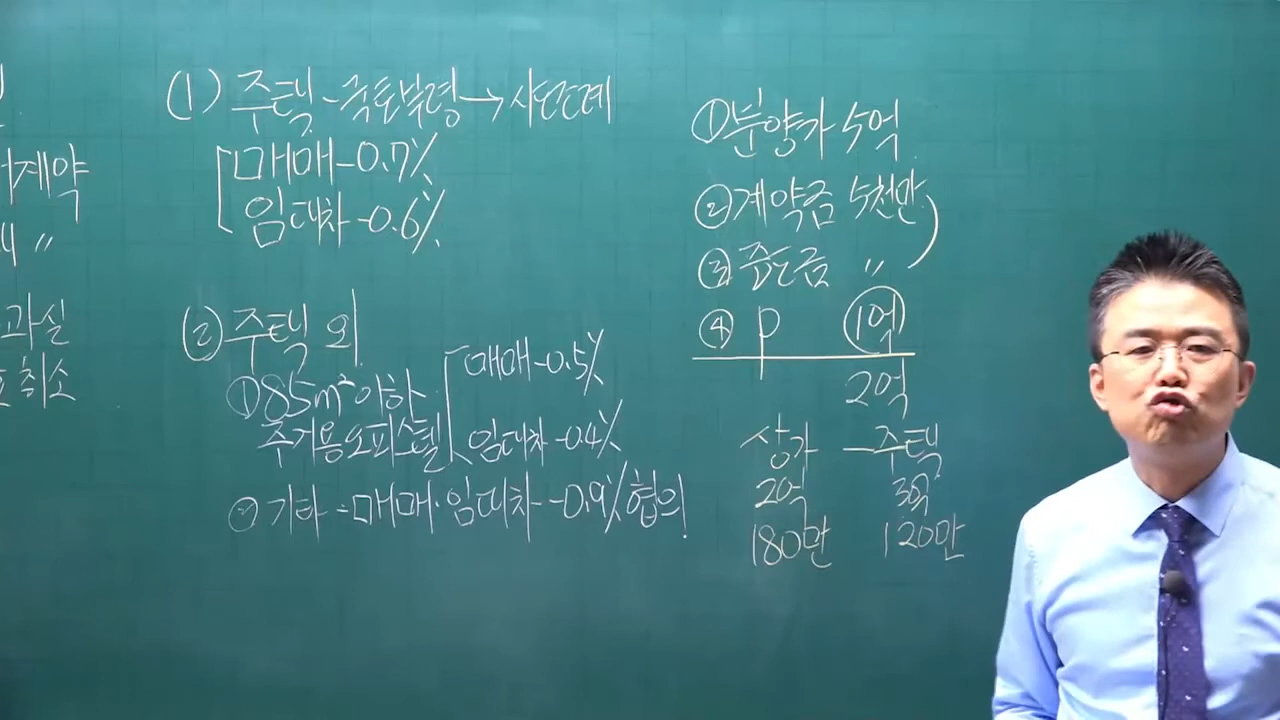 계약
〃
과실
취소
(1) 주택 - 국토부령 → 시·도조례
매매 - 0.7%
임대차 - 0.6%
(2) 주택 외
① 85m² 이하
주거용오피스텔
매매 - 0.5%
임대차 - 0.4%
② 기타 - 매매·임대차 - 0.9% 협의
① 분양가 5억
② 계약금 5천만
③ 중도금 〃
④ P 1억
2억
상가 - 주택
2억 3억
180만 120만